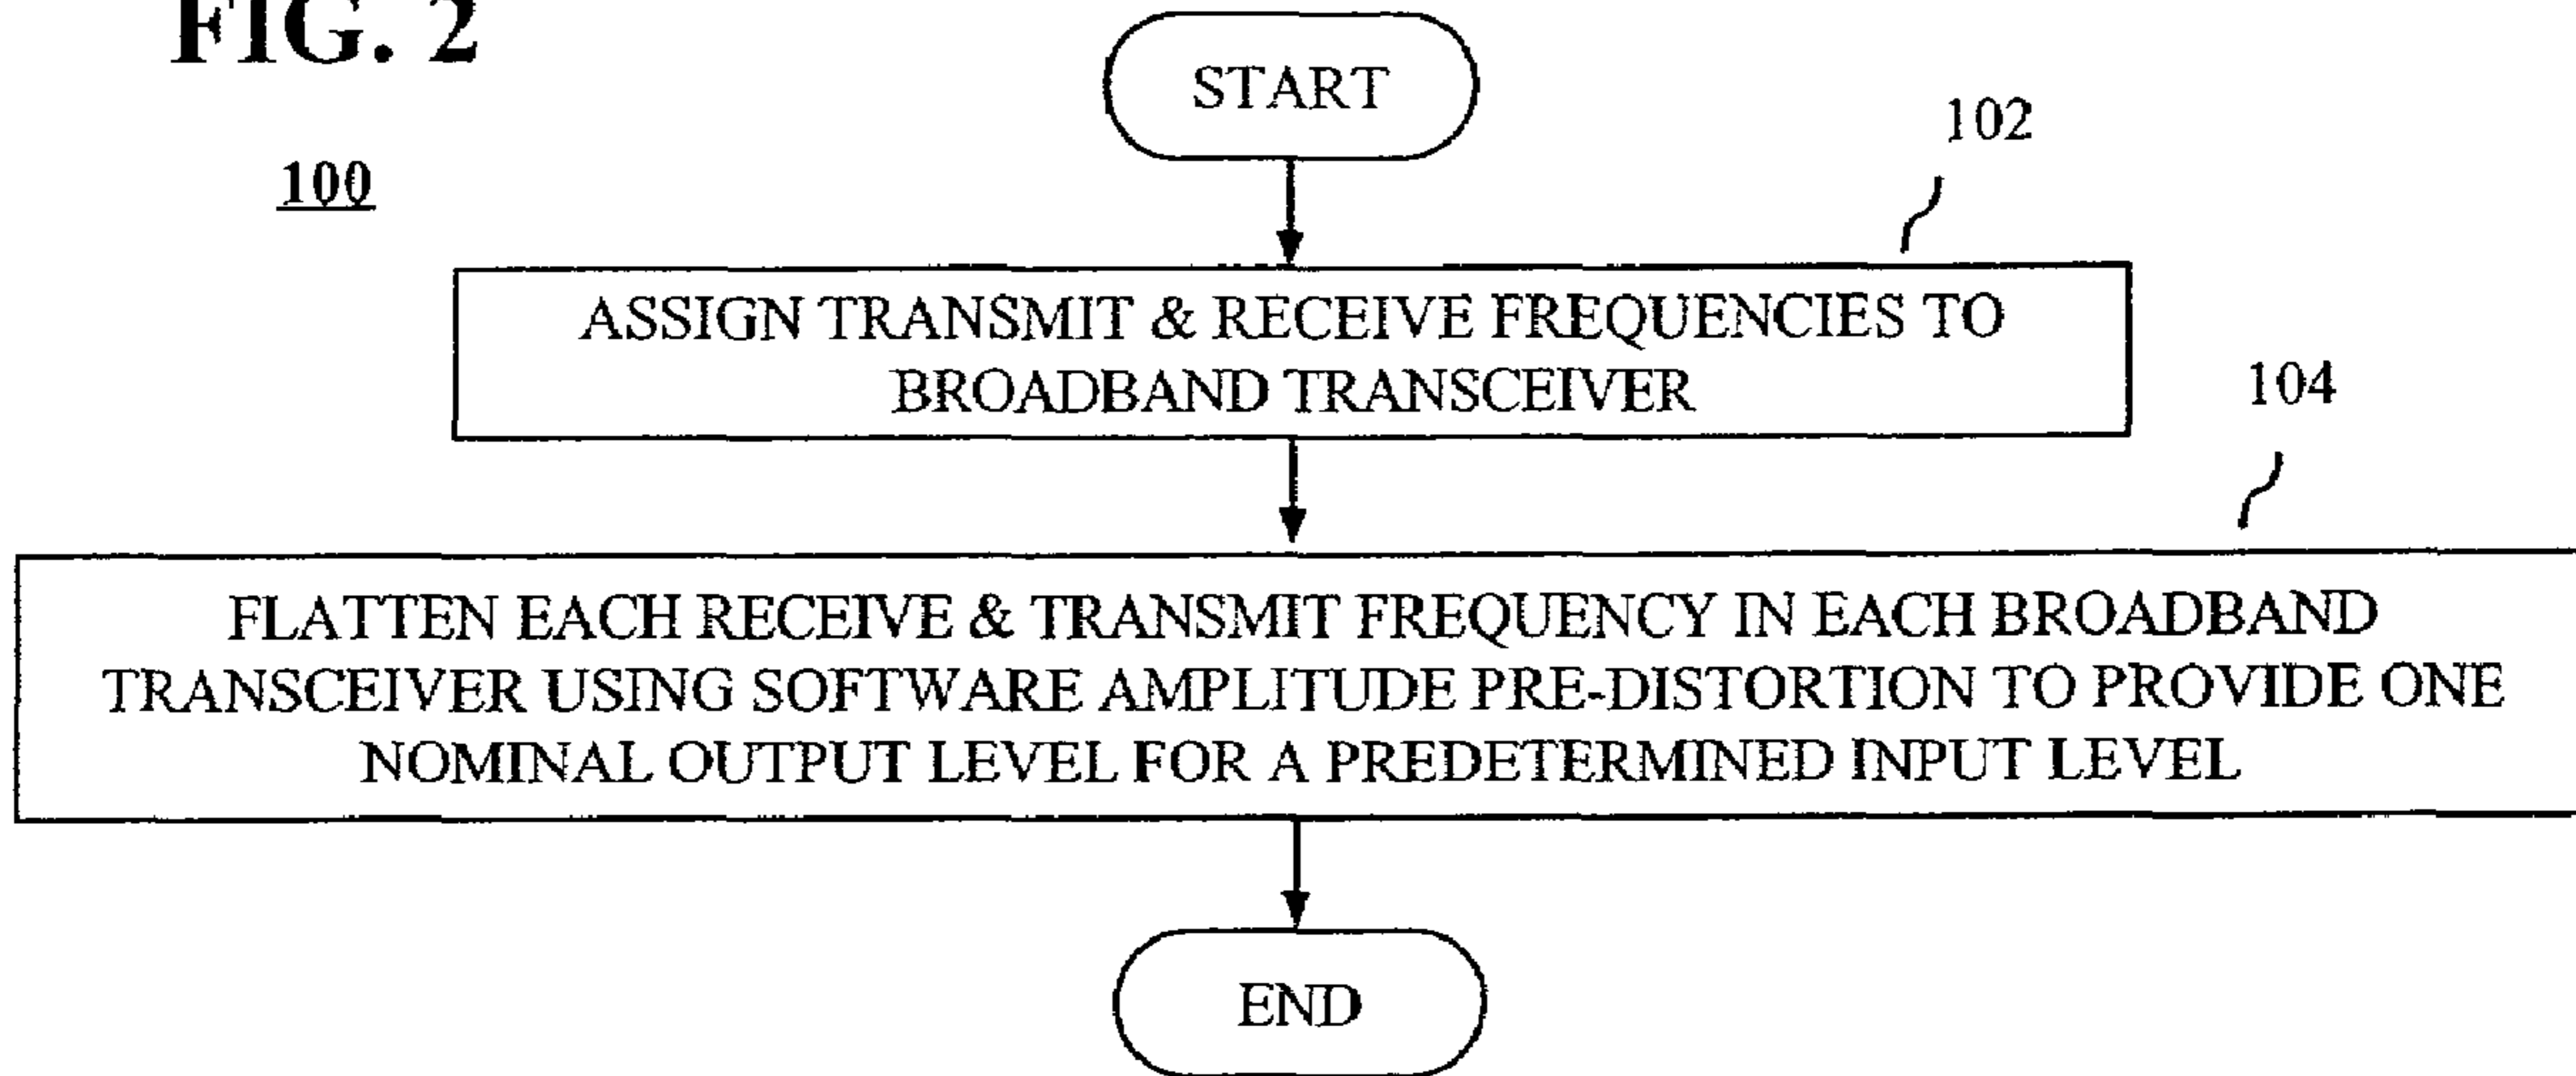 FIG. 2
START
102
100
ASSIGN TRANSMIT & RECEIVE FREQUENCIES TO
BROADBAND TRANSCEIVER
104
FLATTEN EACH RECEIVE & TRANSMIT FREQUENCY IN EACH BROADBAND
TRANSCEIVER USING SOFTWARE AMPLITUDE PRE-DISTORTION TO PROVIDE ONE
NOMINAL OUTPUT LEVEL FOR A PREDETERMINED INPUT LEVEL
END